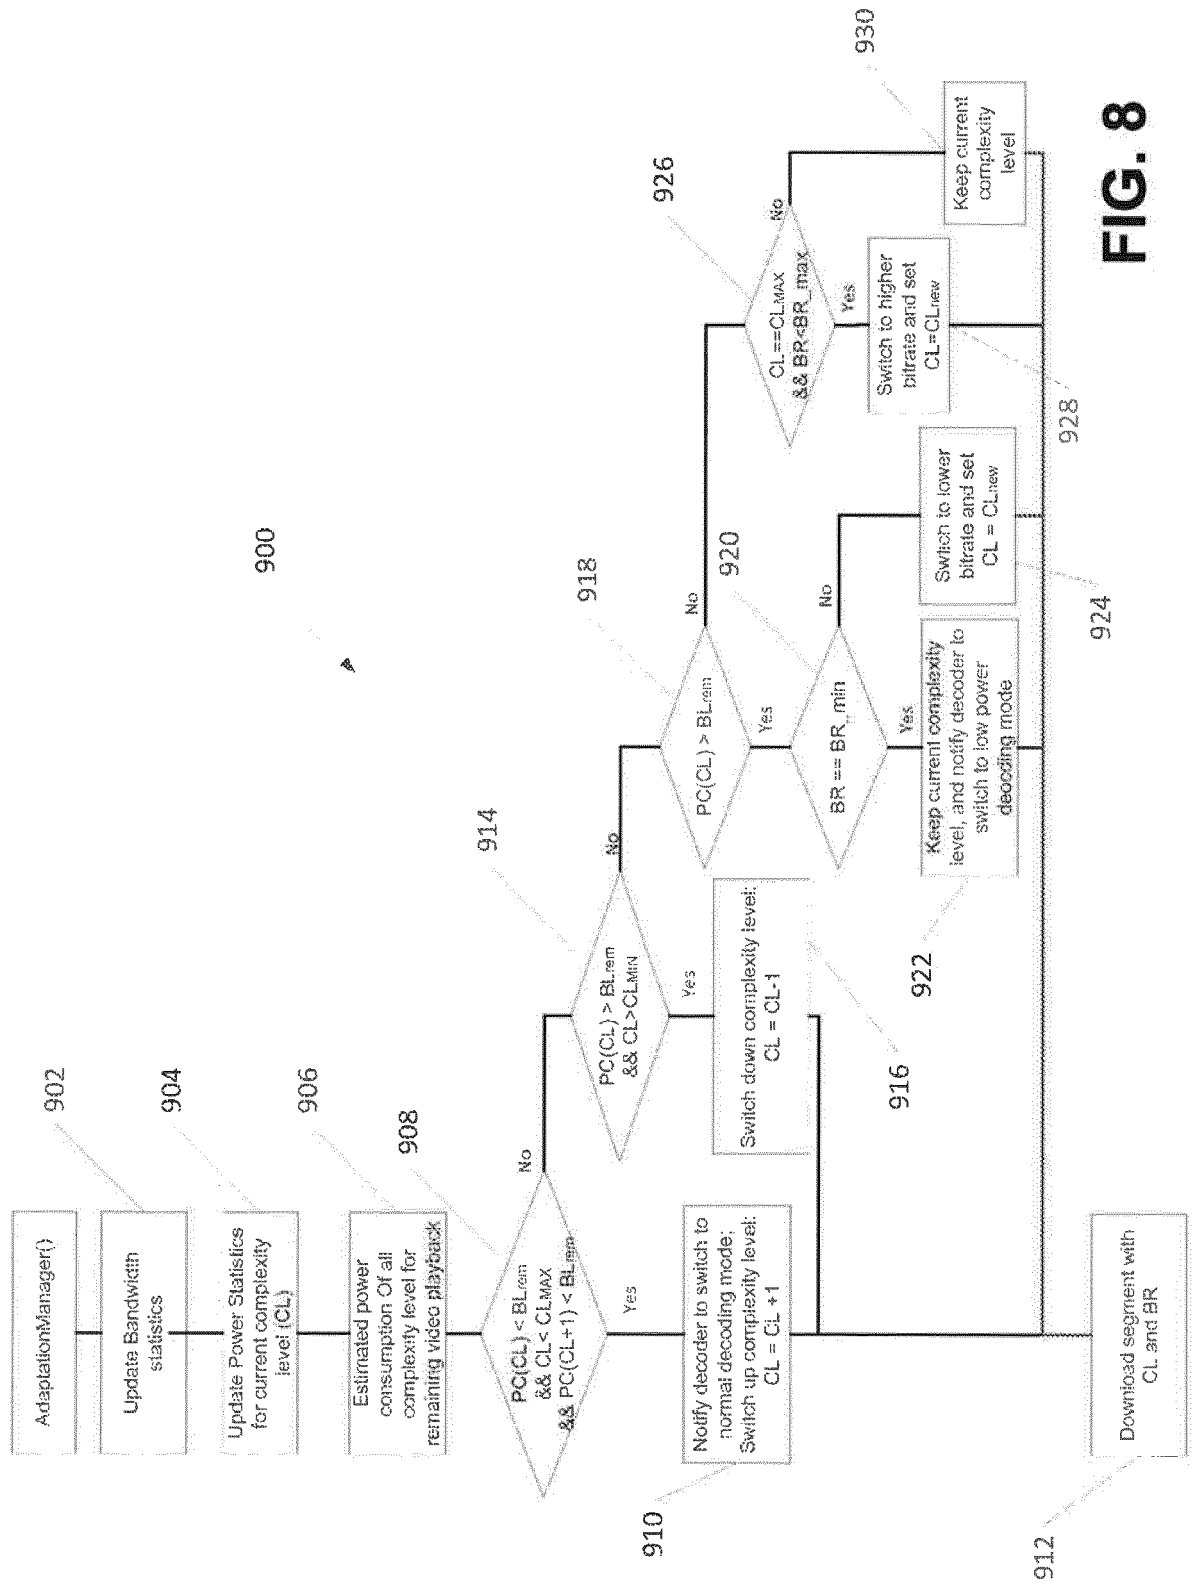 900
AdaptationManager()
902
Update Bandwidth
statistics
904
Update Power Statistics
for current complexity
level (CL)
906
Estimated power
consumption Of all
complexity level for
remaining video playback
908
PC(CL) < BLrem
&& CL < CLMAX
&& PC(CL+1) < BLrem
No
Yes
910
Notify decoder to switch to
normal decoding mode;
Switch up complexity level:
CL = CL +1
914
PC(CL) > BLrem
&& CL>CLMIN
No
Yes
916
Switch down complexity level:
CL = CL-1
918
PC(CL) > BLrem
No
Yes
920
BR == BR_min
No
Yes
922
Keep current complexity
level, and notify decoder to
switch to low power
deocding mode
924
Switch to lower
bitrate and set
CL = CLnew
926
CL==CLMAX
&& BR<BR_max
No
Yes
928
Switch to higher
bitrate and set
CL=CLnew
930
Keep current
complexity
level
912
Download segment with
CL and BR
FIG. 8